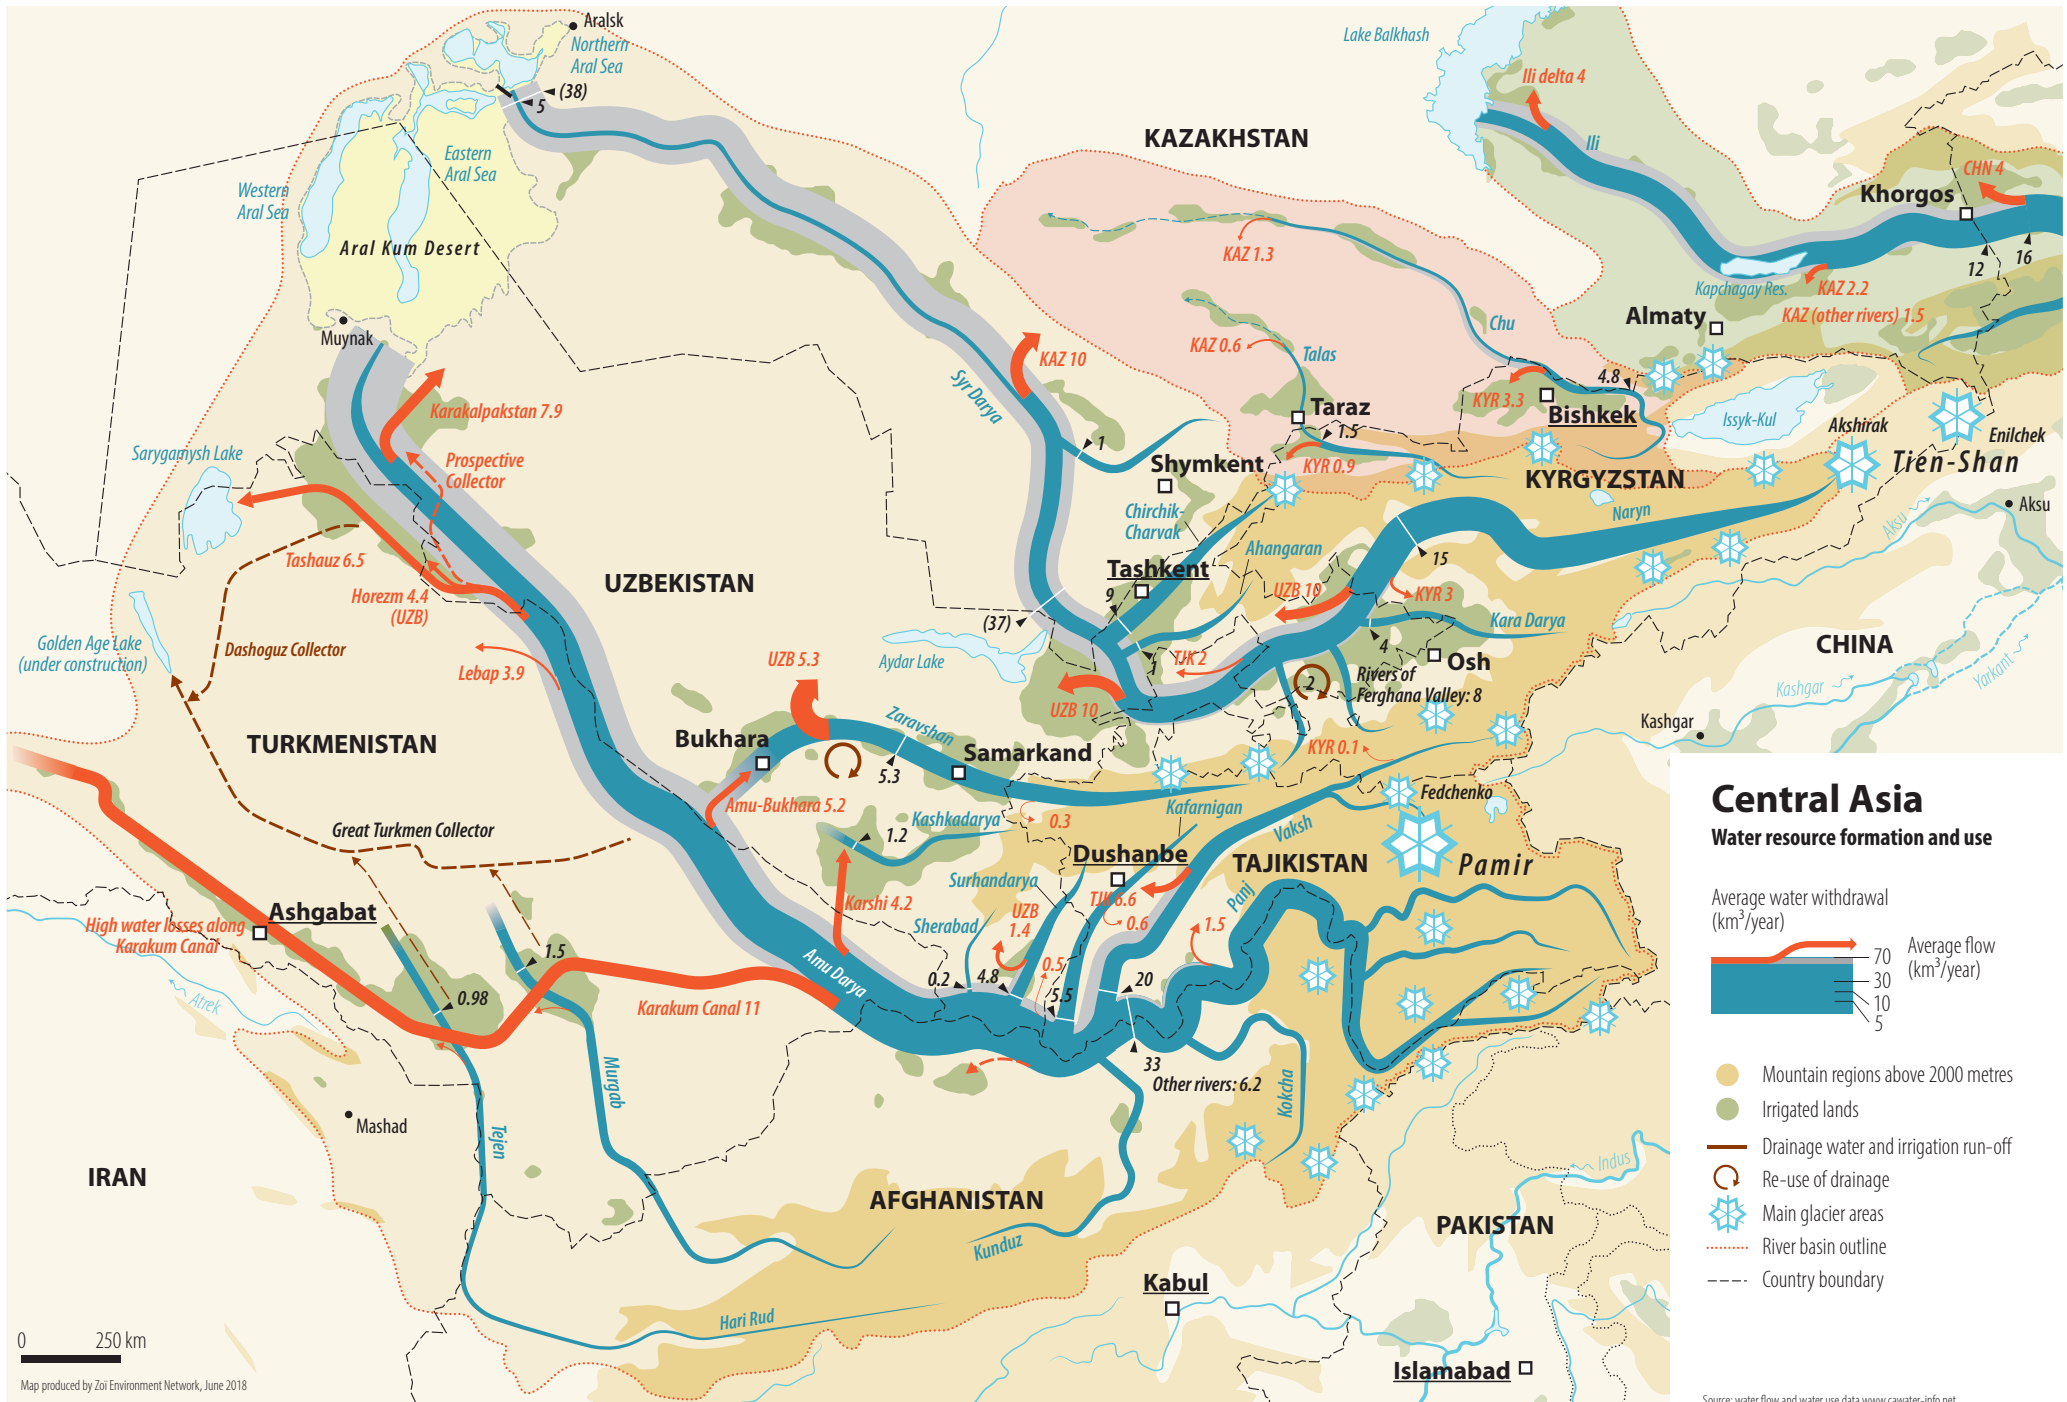 Aralsk
Northern
Aral Sea
(38)
5
Lake Balkhash
Ili delta 4
Ili
KAZAKHSTAN
CHN 4
Khorgos
12
16
Eastern
Aral Sea
Western
Aral Sea
Aral Kum Desert
KAZ 1.3
Kapchagay Res.
KAZ 2.2
KAZ (other rivers) 1.5
Almaty
Muynak
Chu
KAZ 0.6
Talas
KAZ 10
Syr Darya
4.8
KYR 3.3
Bishkek
Issyk-Kul
Akshirak
Enilchek
Tien-Shan
Taraz
1.5
KYR 0.9
1
Karakalpakstan 7.9
Sarygamysh Lake
Prospective
Collector
Shymkent
KYRGYZSTAN
Naryn
Aksu
Aksu
Chirchik-
Charvak
Ahangaran
15
Tashauz 6.5
UZBEKISTAN
Tashkent
UZB 10
KYR 3
Horezm 4.4
(UZB)
9
(37)
Kara Darya
4
Golden Age Lake
(under construction)
Dashoguz Collector
Lebap 3.9
UZB 5.3
Aydar Lake
1
TJK 2
Osh
CHINA
2
Rivers of
Ferghana Valley: 8
Kashgar
Yarkant
UZB 10
Kashgar
TURKMENISTAN
Bukhara
Zaravshan
Samarkand
5.3
KYR 0.1
Amu-Bukhara 5.2
Kafarnigan
Fedchenko
Great Turkmen Collector
1.2
Kashkadarya
0.3
Vaksh
Dushanbe
TAJIKISTAN
Pamir
Surhandarya
Karshi 4.2
TJK 6.6
Panj
High water losses along
Karakum Canal
Ashgabat
Sherabad
UZB
1.4
0.6
1.5
1.5
Amu Darya
0.5
0.2
4.8
5.5
20
Atrek
0.98
Karakum Canal 11
33
Other rivers: 6.2
Kokcha
Mashad
Murgab
Tejen
IRAN
AFGHANISTAN
Kunduz
PAKISTAN
Indus
Kabul
Hari Rud
Islamabad
Central Asia
Water resource formation and use
Average water withdrawal
(km³/year)
Average flow
(km³/year)
70
30
10
5
Mountain regions above 2000 metres
Irrigated lands
Drainage water and irrigation run-off
Re-use of drainage
Main glacier areas
River basin outline
Country boundary
0 250 km
Map produced by Zoï Environment Network, June 2018
Source: water flow and water use data www.cawater-info.net